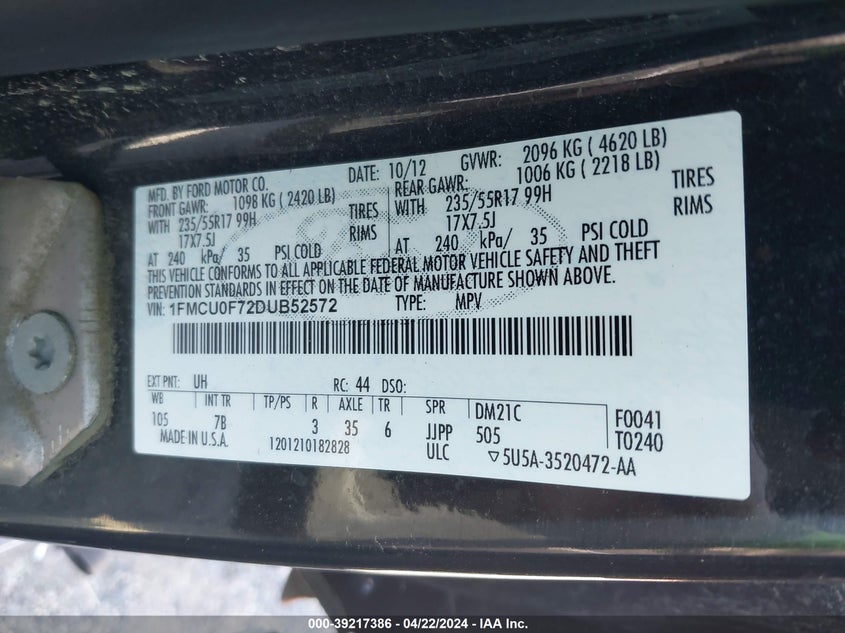 MFD. BY FORD MOTOR CO. DATE: 10/12 GVWR: 2096 KG ( 4620 LB)
FRONT GAWR: 1098 KG ( 2420 LB) REAR GAWR: 1006 KG ( 2218 LB)
WITH 235/55R17 99H TIRES WITH 235/55R17 99H TIRES
17X7.5J RIMS 17X7.5J RIMS
AT 240 kPa/ 35 PSI COLD AT 240 kPa/ 35 PSI COLD
THIS VEHICLE CONFORMS TO ALL APPLICABLE FEDERAL MOTOR VEHICLE SAFETY AND THEFT
PREVENTION STANDARDS IN EFFECT ON THE DATE OF MANUFACTURE SHOWN ABOVE.
VIN: 1FMCU0F72DUB52572 TYPE: MPV
EXT PNT: UH RC: 44 DSO:
WB INT TR TP/PS R AXLE TR SPR DM21C F0041
105 7B 3 35 6 JJPP 505 T0240
MADE IN U.S.A. 1201210182828 ULC ▽5U5A-3520472-AA
000-39217386 - 04/22/2024 - IAA Inc.